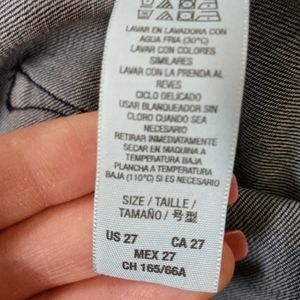 LAVAR EN LAVADORA CON
AGUA FRIA (30°C)
LAVAR CON COLORES
SIMILARES
LAVAR CON LA PRENDA AL
REVES
CICLO DELICADO
USAR BLANQUEADOR SIN
CLORO CUANDO SEA
NECESARIO
RETIRAR INMEDIATAMENTE
SECAR EN MAQUINA A
TEMPERATURA BAJA
PLANCHA A TEMPERATURA
BAJA (110°C) SI ES NECESARIO
SIZE / TAILLE /
TAMAÑO / 号型
US 27 CA 27
MEX 27
CH 165/66A